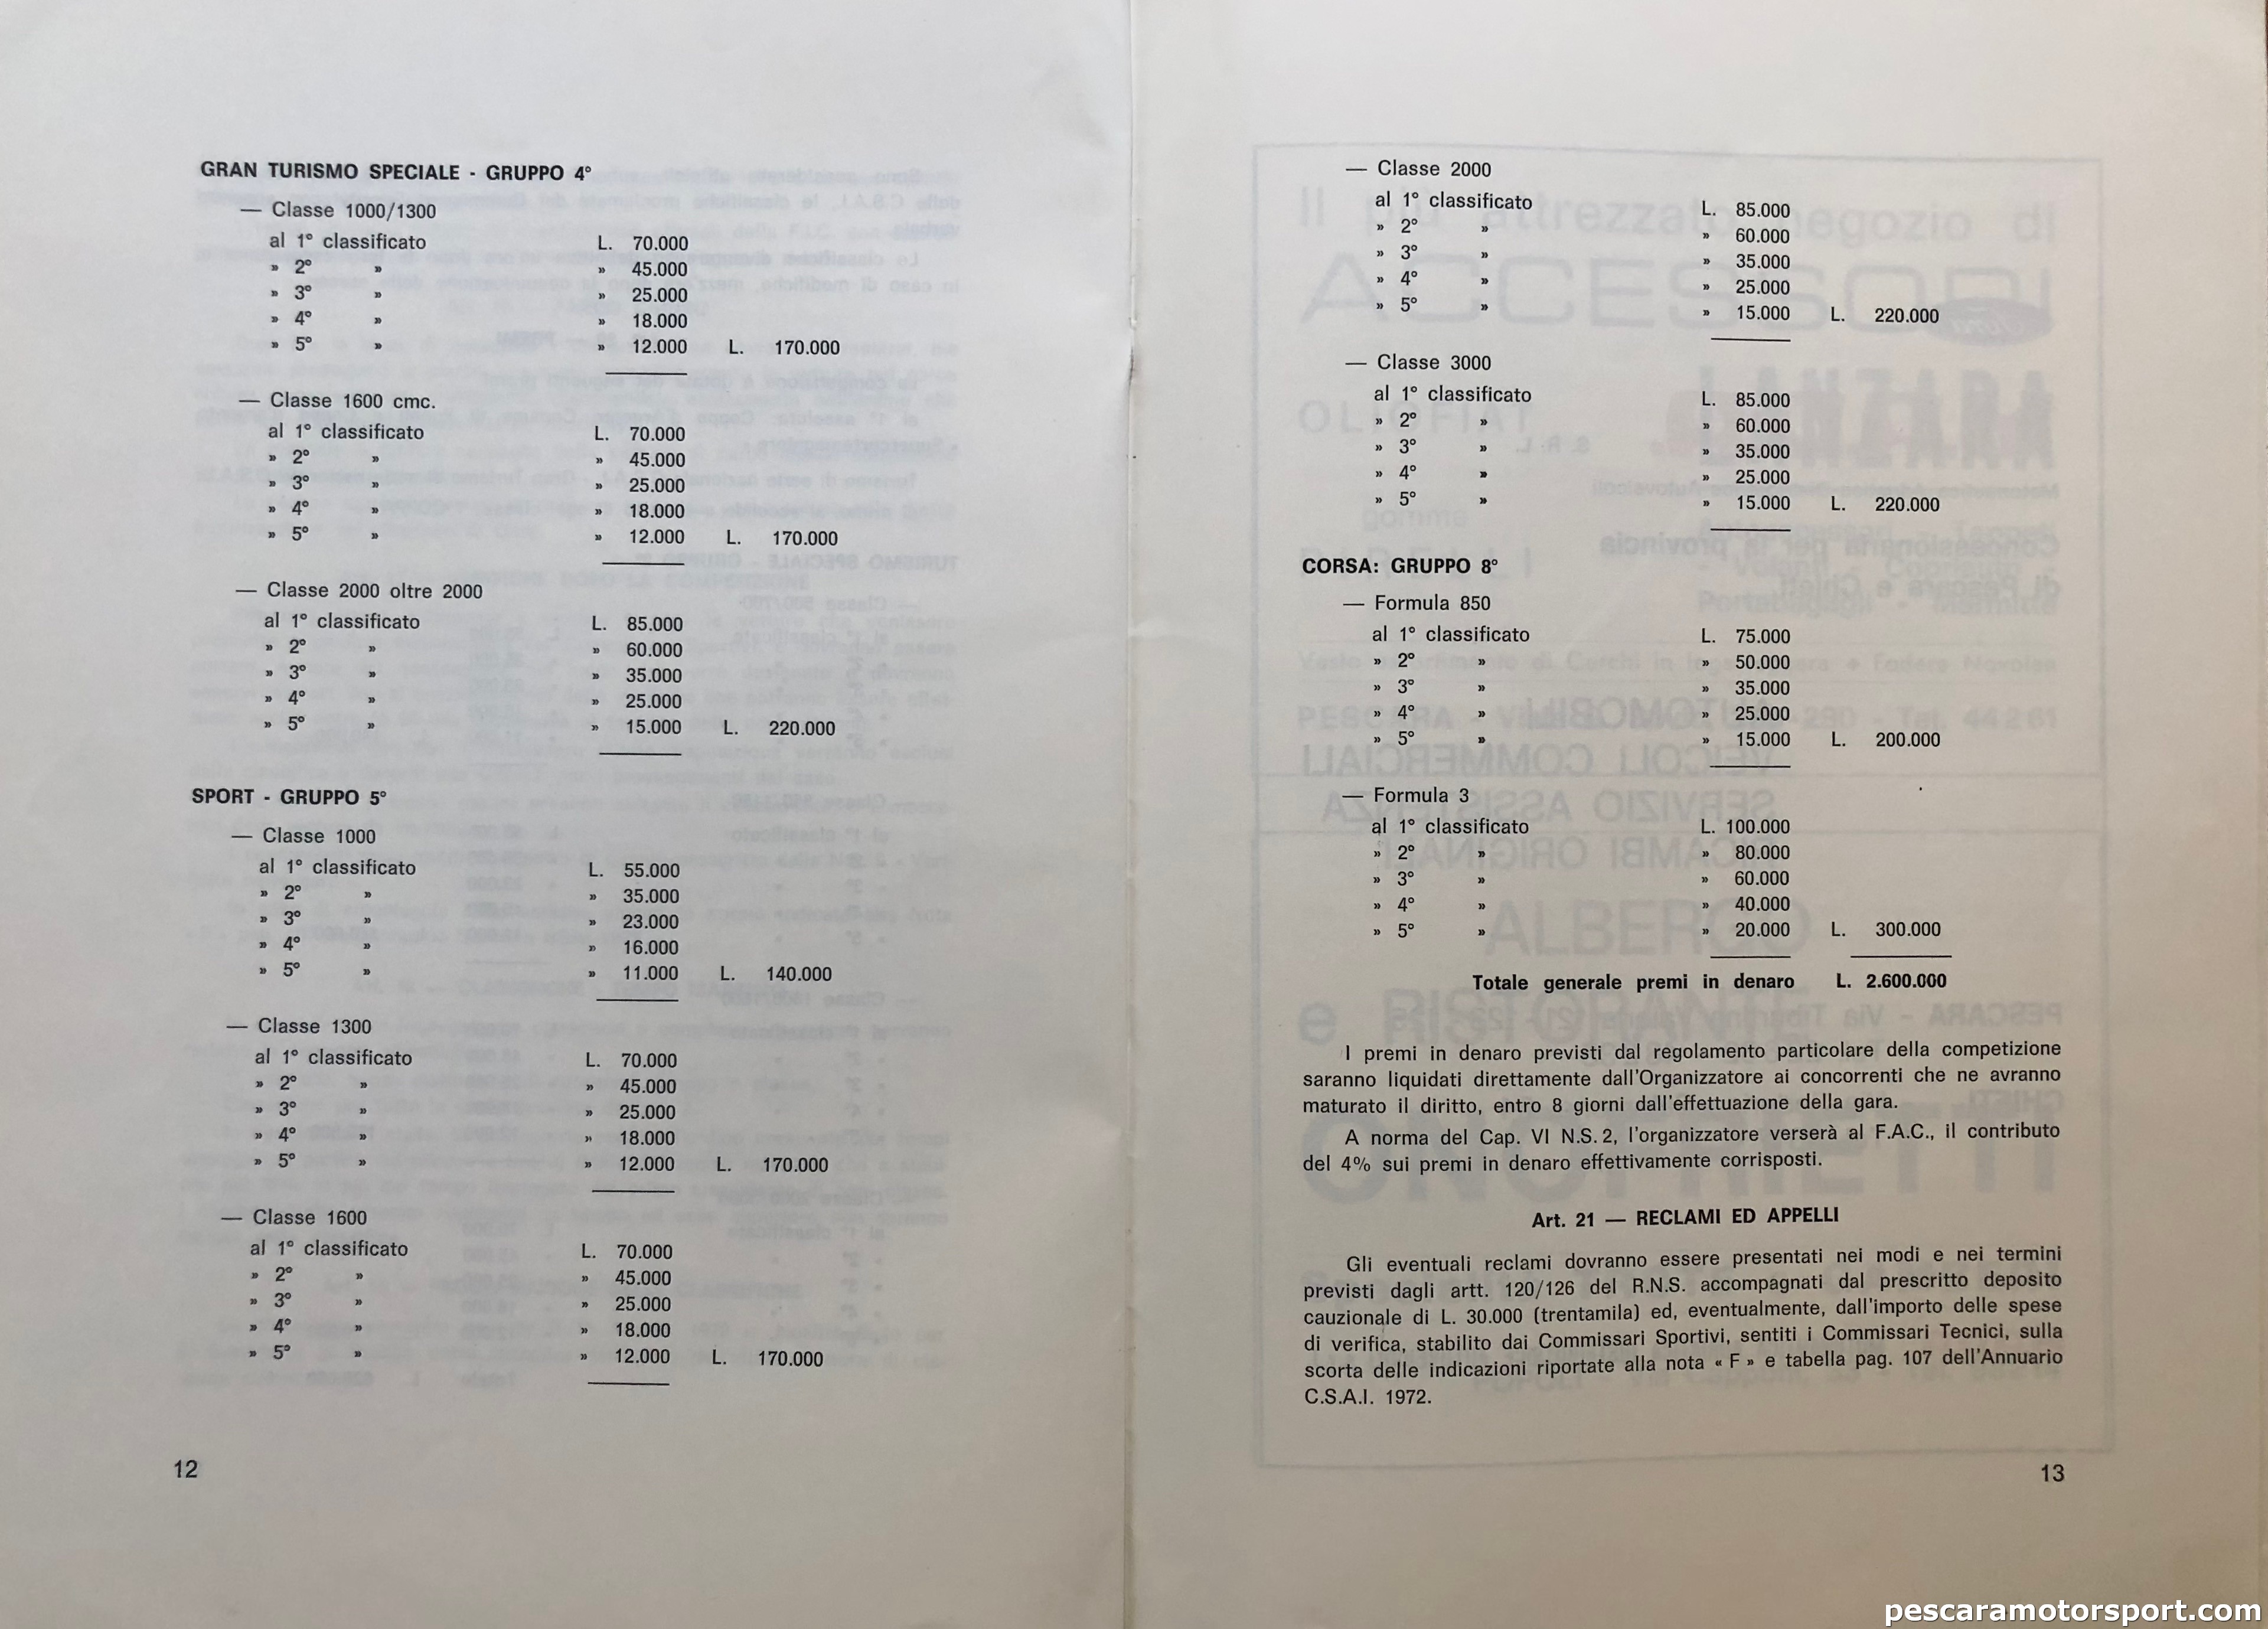 GRAN TURISMO SPECIALE - GRUPPO 4°
— Classe 1000/1300
al 1° classificato L. 70.000
» 2° » » 45.000
» 3° » » 25.000
» 4° » » 18.000
» 5° » » 12.000 L. 170.000
— Classe 1600 cmc.
al 1° classificato L. 70.000
» 2° » » 45.000
» 3° » » 25.000
» 4° » » 18.000
» 5° » » 12.000 L. 170.000
— Classe 2000 oltre 2000
al 1° classificato L. 85.000
» 2° » » 60.000
» 3° » » 35.000
» 4° » » 25.000
» 5° » » 15.000 L. 220.000
SPORT - GRUPPO 5°
— Classe 1000
al 1° classificato L. 55.000
» 2° » » 35.000
» 3° » » 23.000
» 4° » » 16.000
» 5° » » 11.000 L. 140.000
— Classe 1300
al 1° classificato L. 70.000
» 2° » » 45.000
» 3° » » 25.000
» 4° » » 18.000
» 5° » » 12.000 L. 170.000
— Classe 1600
al 1° classificato L. 70.000
» 2° » » 45.000
» 3° » » 25.000
» 4° » » 18.000
» 5° » » 12.000 L. 170.000
12
— Classe 2000
al 1° classificato L. 85.000
» 2° » » 60.000
» 3° » » 35.000
» 4° » » 25.000
» 5° » » 15.000 L. 220.000
— Classe 3000
al 1° classificato L. 85.000
» 2° » » 60.000
» 3° » » 35.000
» 4° » » 25.000
» 5° » » 15.000 L. 220.000
CORSA: GRUPPO 8°
— Formula 850
al 1° classificato L. 75.000
» 2° » » 50.000
» 3° » » 35.000
» 4° » » 25.000
» 5° » » 15.000 L. 200.000
— Formula 3
al 1° classificato L. 100.000
» 2° » » 80.000
» 3° » » 60.000
» 4° » » 40.000
» 5° » » 20.000 L. 300.000
Totale generale premi in denaro L. 2.600.000
I premi in denaro previsti dal regolamento particolare della competizione
saranno liquidati direttamente dall'Organizzatore ai concorrenti che ne avranno
maturato il diritto, entro 8 giorni dall'effettuazione della gara.
A norma del Cap. VI N.S. 2, l'organizzatore verserà al F.A.C., il contributo
del 4% sui premi in denaro effettivamente corrisposti.
Art. 21 — RECLAMI ED APPELLI
Gli eventuali reclami dovranno essere presentati nei modi e nei termini
previsti dagli artt. 120/126 del R.N.S. accompagnati dal prescritto deposito
cauzionale di L. 30.000 (trentamila) ed, eventualmente, dall'importo delle spese
di verifica, stabilito dai Commissari Sportivi, sentiti i Commissari Tecnici, sulla
scorta delle indicazioni riportate alla nota « F » e tabella pag. 107 dell'Annuario
C.S.A.I. 1972.
13
pescaramotorsport.com